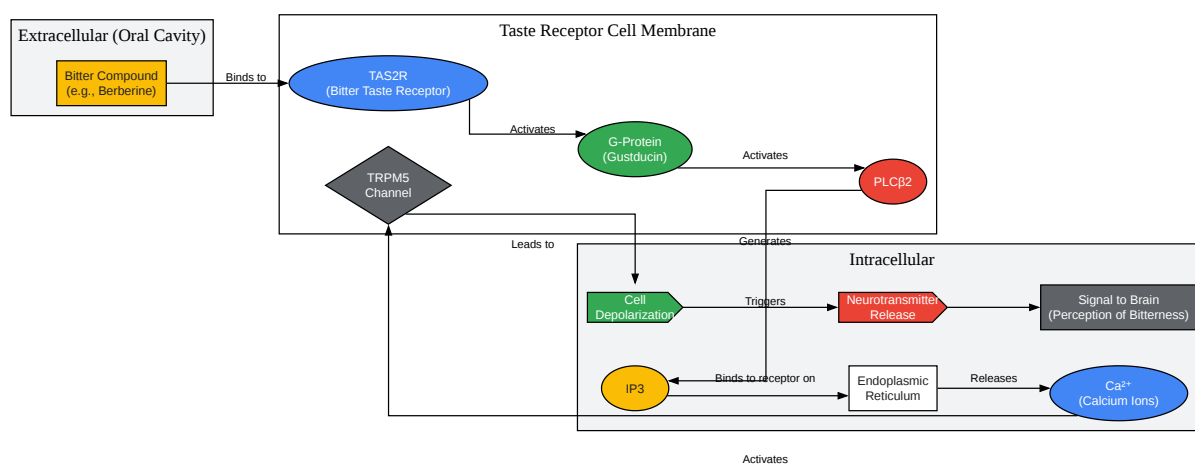 Extracellular (Oral Cavity)
Taste Receptor Cell Membrane
Bitter Compound
(e.g., Berberine)
Binds to
TAS2R
(Bitter Taste Receptor)
Activates
G-Protein
(Gustducin)
Activates
PLCβ2
TRPM5
Channel
Leads to
Generates
Intracellular
Cell
Depolarization
Triggers
Neurotransmitter
Release
Signal to Brain
(Perception of Bitterness)
IP3
Binds to receptor on
Endoplasmic
Reticulum
Releases
Ca²⁺
(Calcium Ions)
Activates